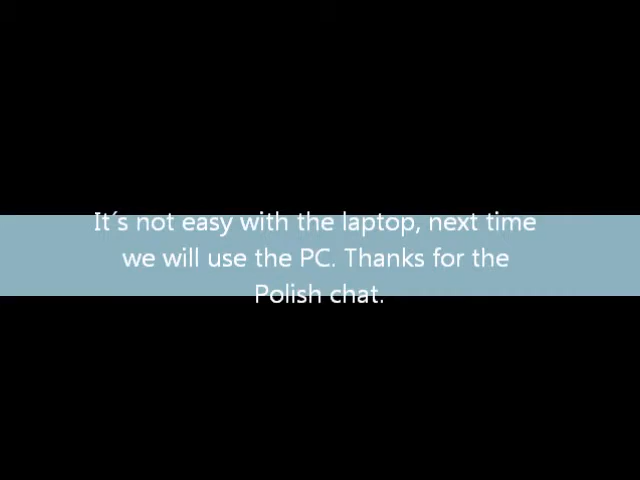 It´s not easy with the laptop, next time
we will use the PC. Thanks for the
Polish chat.